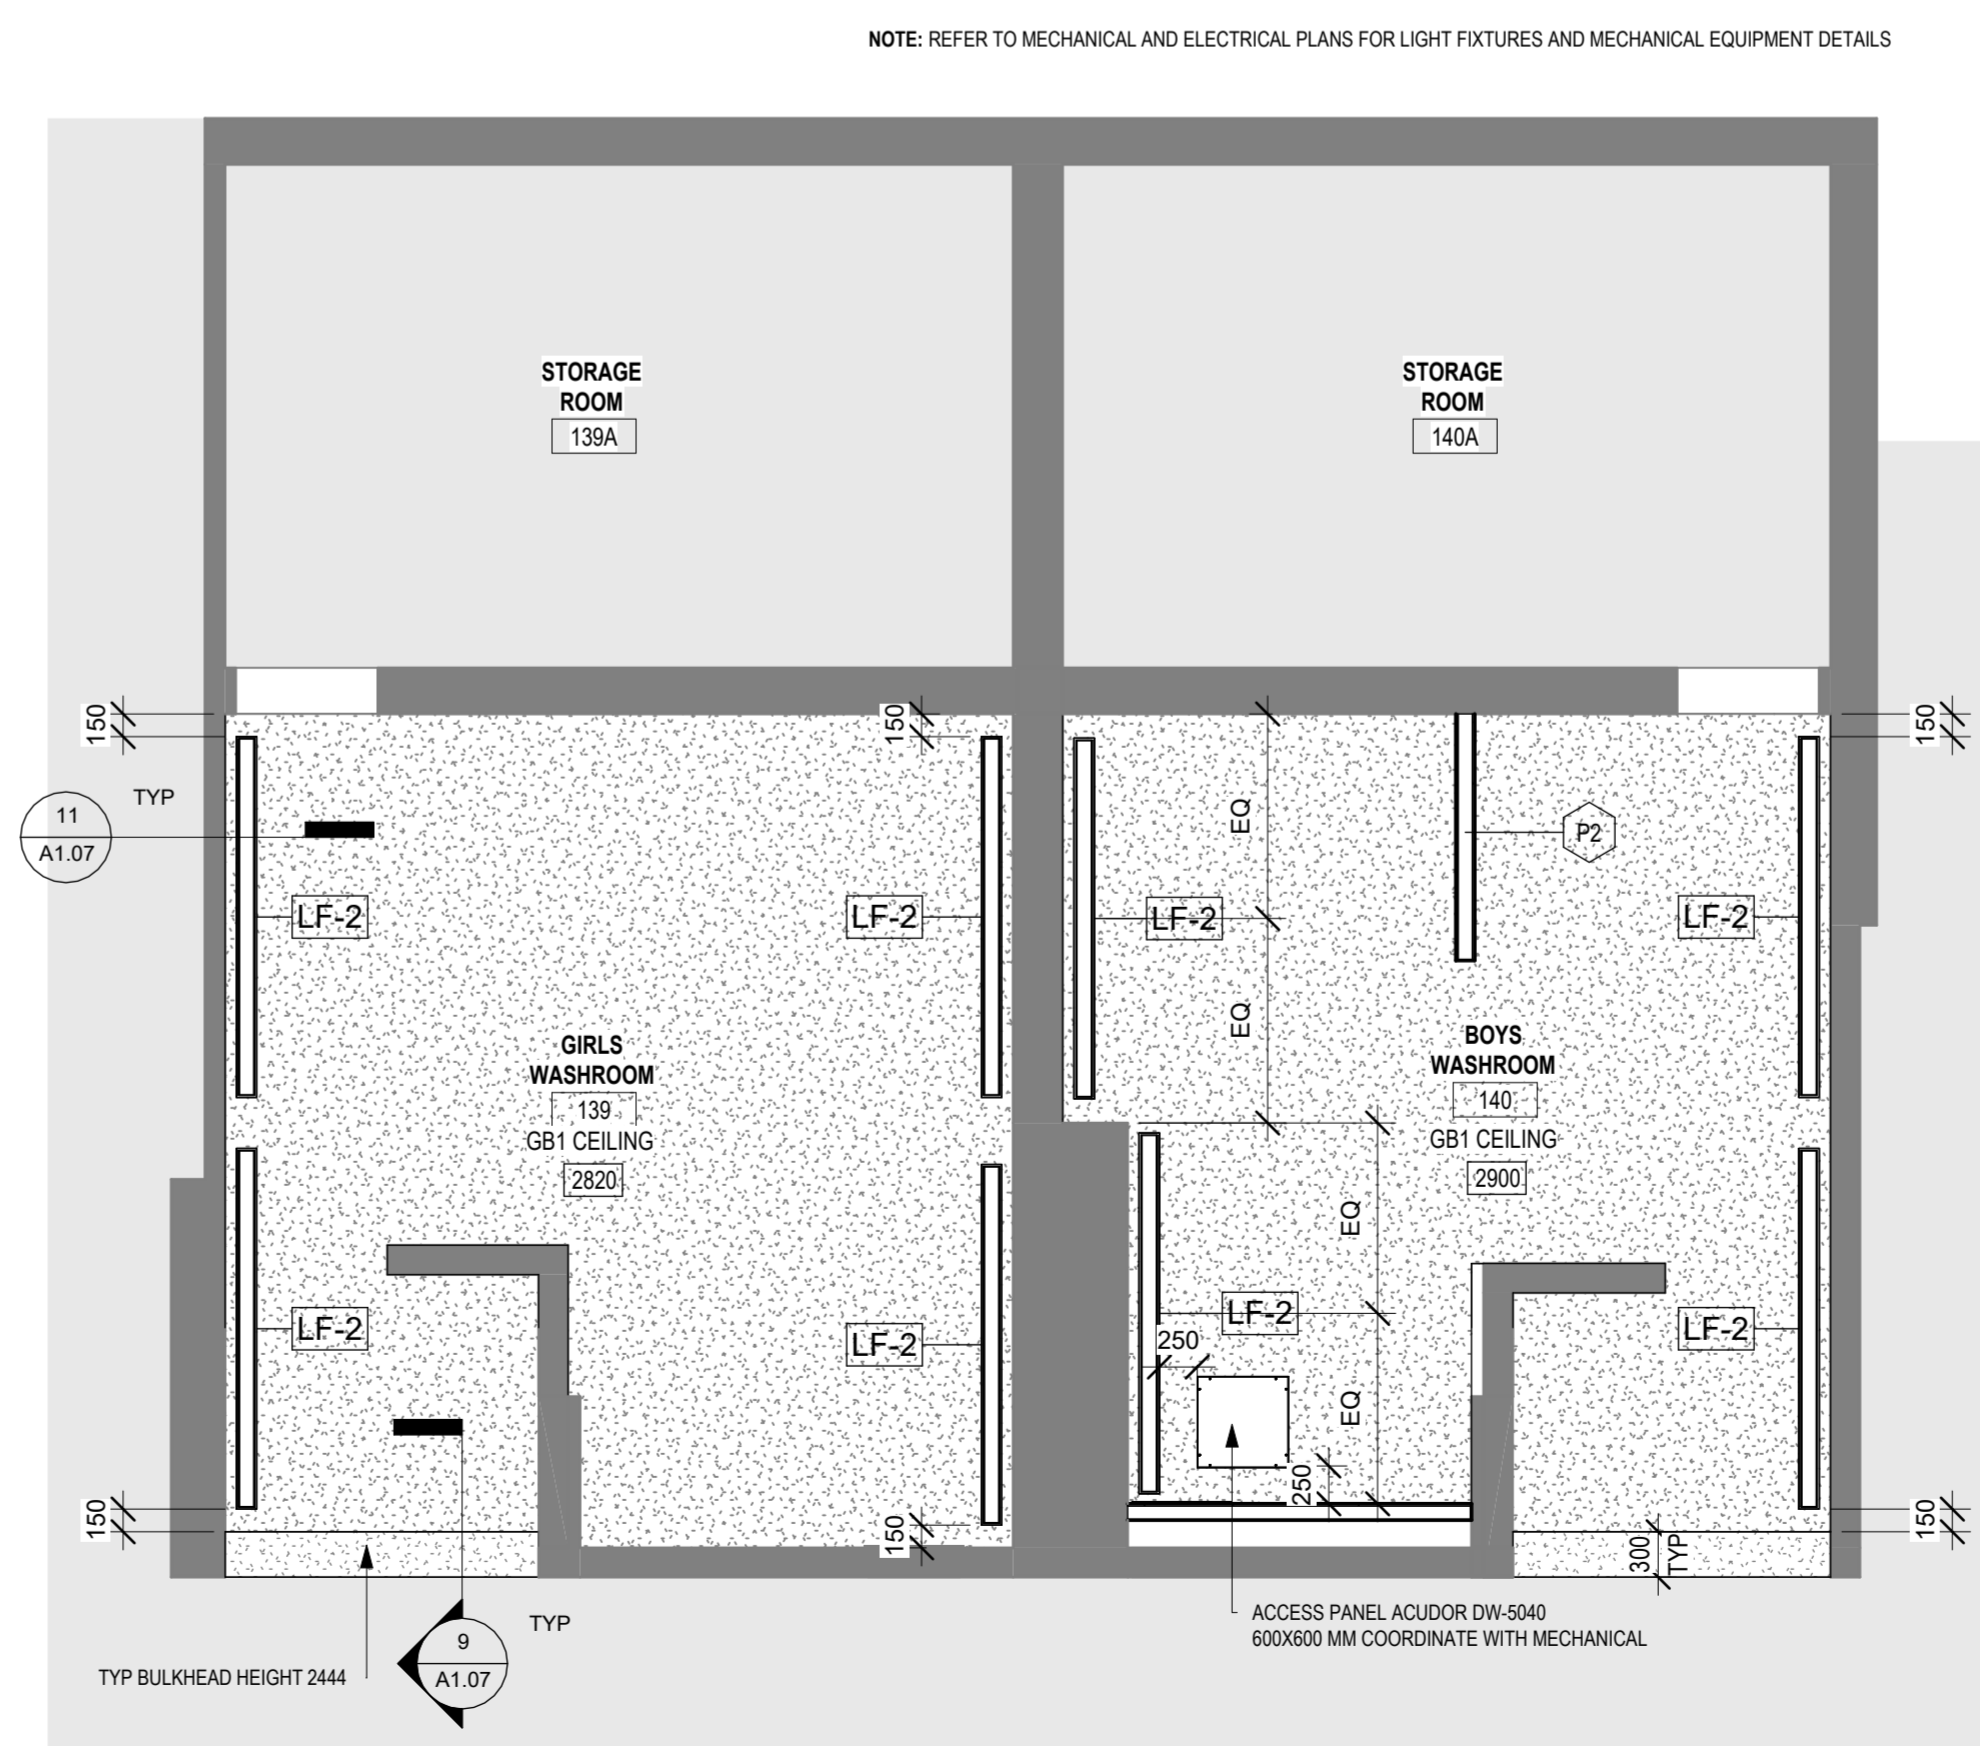 NOTE: REFER TO MECHANICAL AND ELECTRICAL PLANS FOR LIGHT FIXTURES AND MECHANICAL EQUIPMENT DETAILS
STORAGE
ROOM
139A
STORAGE
ROOM
140A
150
150
150
11
A1.07
TYP
EQ
P2
LF-2
LF-2
LF-2
LF-2
EQ
GIRLS
WASHROOM
139
GB1 CEILING
2820
BOYS
WASHROOM
140
GB1 CEILING
2900
EQ
LF-2
LF-2
LF-2
LF-2
250
EQ
250
150
150
150
300
TYP
ACCESS PANEL ACUDOR DW-5040
600X600 MM COORDINATE WITH MECHANICAL
TYP
9
A1.07
TYP BULKHEAD HEIGHT 2444